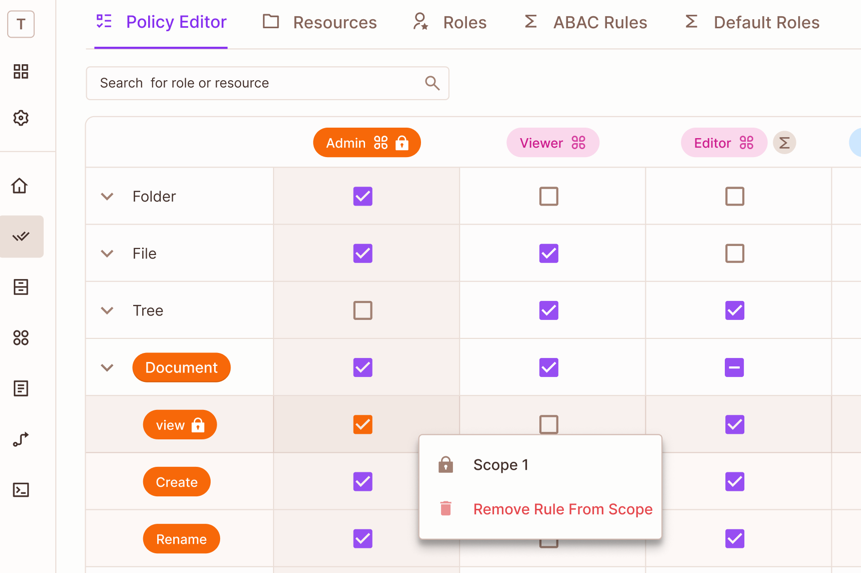 T
Policy Editor
Resources
Roles
Σ ABAC Rules
Σ Default Roles
Search for role or resource
Admin
Viewer
Editor
Σ
Folder
File
Tree
Document
view
Scope 1
Create
Remove Rule From Scope
Rename